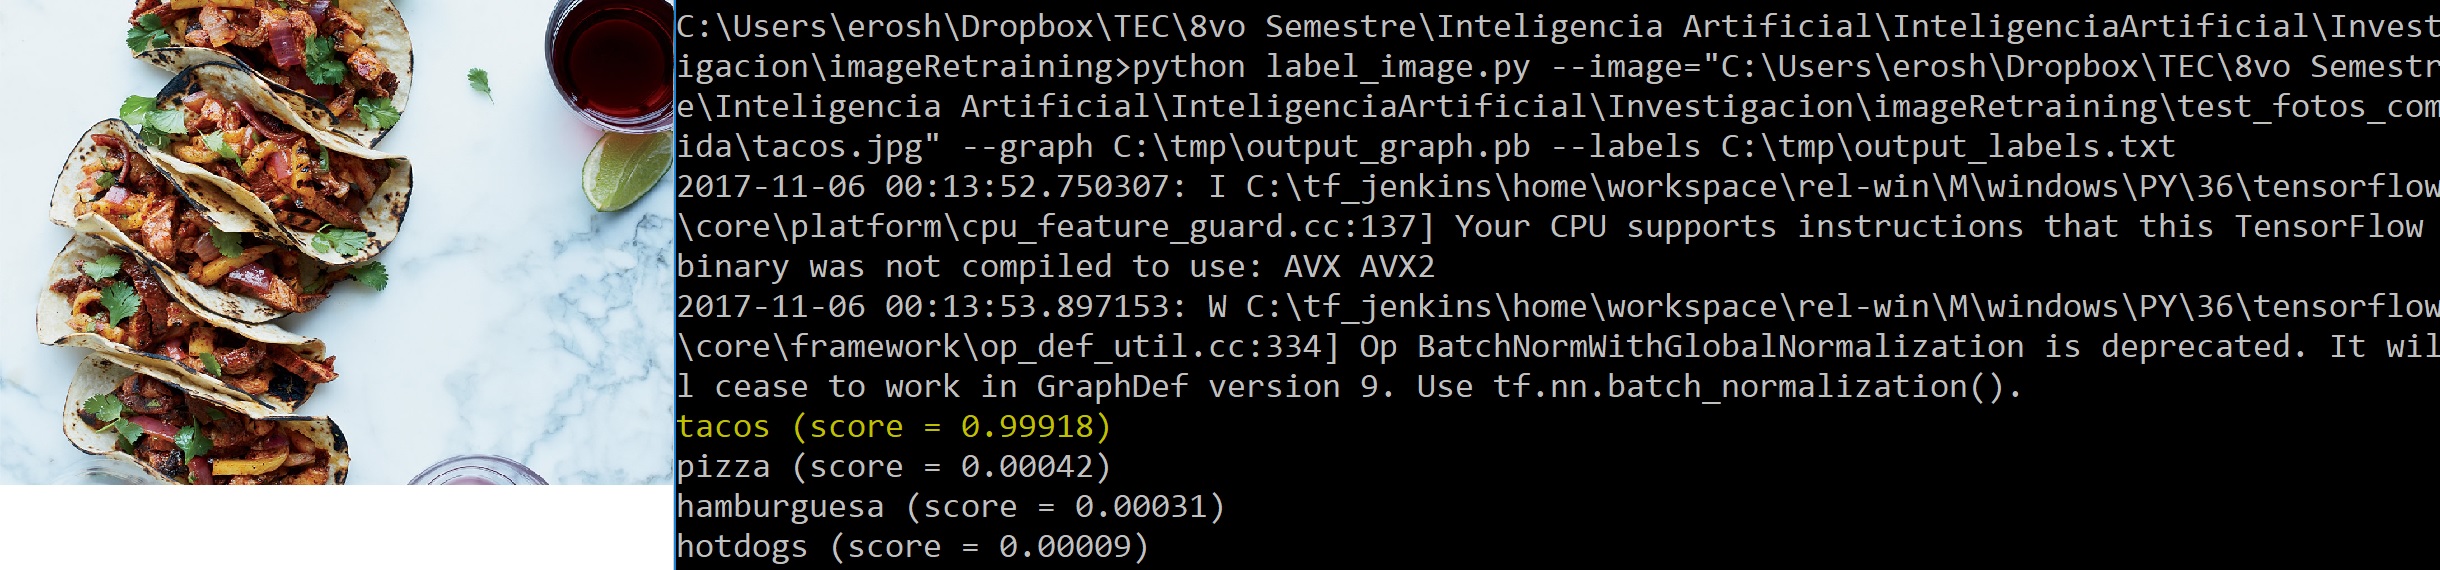 C:\Users\erosh\Dropbox\TEC\8vo Semestre\Inteligencia Artificial\InteligenciaArtificial\Invest
igacion\imageRetraining>python label_image.py --image="C:\Users\erosh\Dropbox\TEC\8vo Semestr
e\Inteligencia Artificial\InteligenciaArtificial\Investigacion\imageRetraining\test_fotos_com
ida\tacos.jpg" --graph C:\tmp\output_graph.pb --labels C:\tmp\output_labels.txt
2017-11-06 00:13:52.750307: I C:\tf_jenkins\home\workspace\rel-win\M\windows\PY\36\tensorflow
\core\platform\cpu_feature_guard.cc:137] Your CPU supports instructions that this TensorFlow
binary was not compiled to use: AVX AVX2
2017-11-06 00:13:53.897153: W C:\tf_jenkins\home\workspace\rel-win\M\windows\PY\36\tensorflow
\core\framework\op_def_util.cc:334] Op BatchNormWithGlobalNormalization is deprecated. It wil
l cease to work in GraphDef version 9. Use tf.nn.batch_normalization().
tacos (score = 0.99918)
pizza (score = 0.00042)
hamburguesa (score = 0.00031)
hotdogs (score = 0.00009)